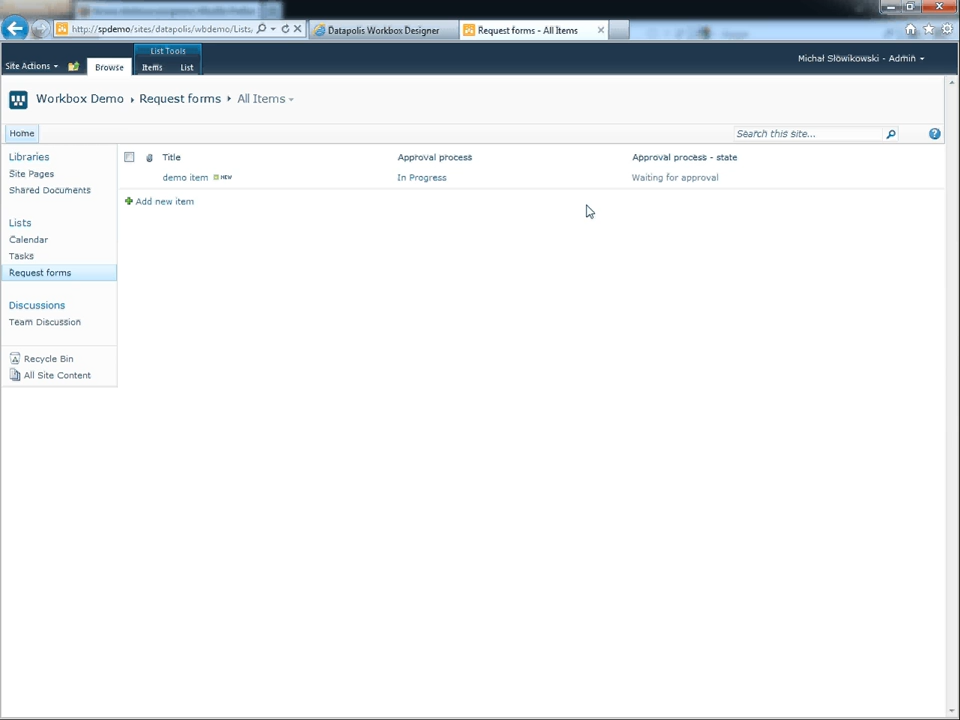 http://spdemo/sites/datapolis/wbdemo/Lists,
Datapolis Workbox Designer
Request forms - All Items
List Tools
Site Actions
Browse
Items
List
Michał Słowikowski - Admin
Workbox Demo
Request forms
All Items
Home
Search this site...
Libraries
Site Pages
Shared Documents
Lists
Calendar
Tasks
Request forms
Discussions
Team Discussion
Recycle Bin
All Site Content
Title
Approval process
Approval process - state
demo item NEW
In Progress
Waiting for approval
Add new item